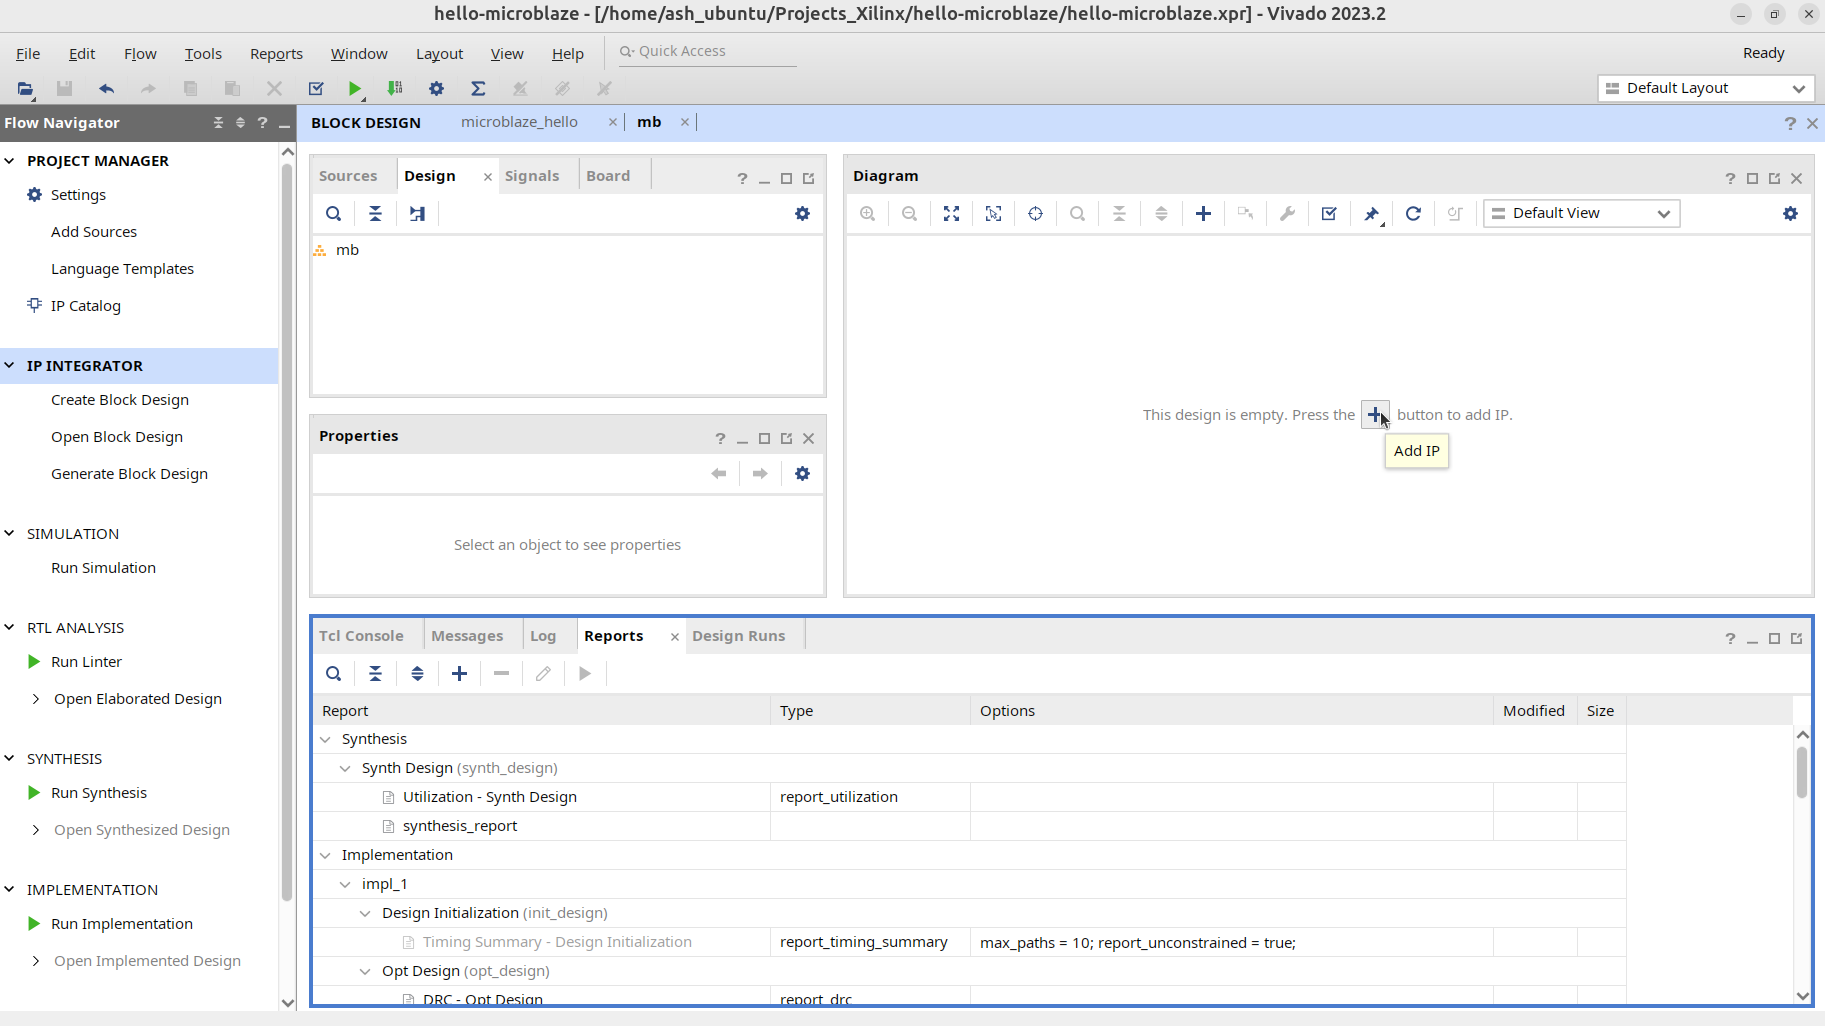 hello-microblaze - [/home/ash_ubuntu/Projects_Xilinx/hello-microblaze/hello-microblaze.xpr] - Vivado 2023.2
File Edit Flow Tools Reports Window Layout View Help Quick Access Ready
Default Layout
Flow Navigator
PROJECT MANAGER
Settings
Add Sources
Language Templates
IP Catalog
IP INTEGRATOR
Create Block Design
Open Block Design
Generate Block Design
SIMULATION
Run Simulation
RTL ANALYSIS
Run Linter
Open Elaborated Design
SYNTHESIS
Run Synthesis
Open Synthesized Design
IMPLEMENTATION
Run Implementation
Open Implemented Design
BLOCK DESIGN microblaze_hello mb
Sources Design Signals Board
mb
Properties
Select an object to see properties
Diagram
Default View
This design is empty. Press the + button to add IP.
Add IP
Tcl Console Messages Log Reports Design Runs
Report Type Options Modified Size
Synthesis
Synth Design (synth_design)
Utilization - Synth Design report_utilization
synthesis_report
Implementation
impl_1
Design Initialization (init_design)
Timing Summary - Design Initialization report_timing_summary max_paths = 10; report_unconstrained = true;
Opt Design (opt_design)
DRC - Opt Design report_drc